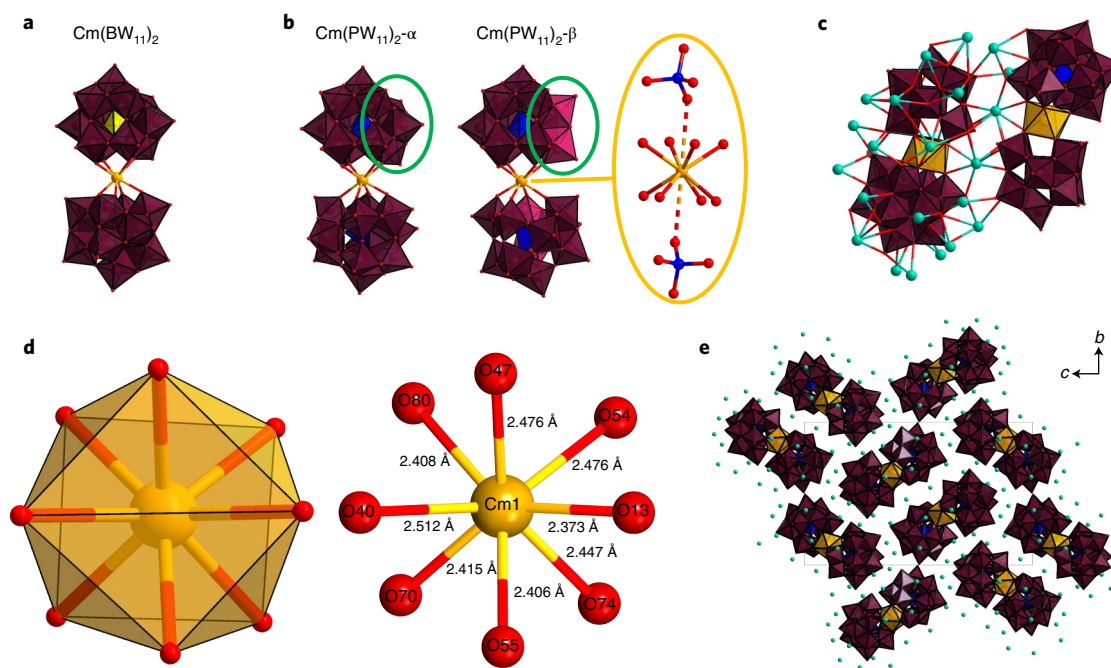 a
Cm(BW11)2
b
Cm(PW11)2-α
Cm(PW11)2-β
c
d
O47
O80
O54
2.476 Å
2.408 Å
2.476 Å
Cm1
O40
O13
2.512 Å
2.373 Å
2.447 Å
2.415 Å
2.406 Å
O70
O74
O55
e
b
c